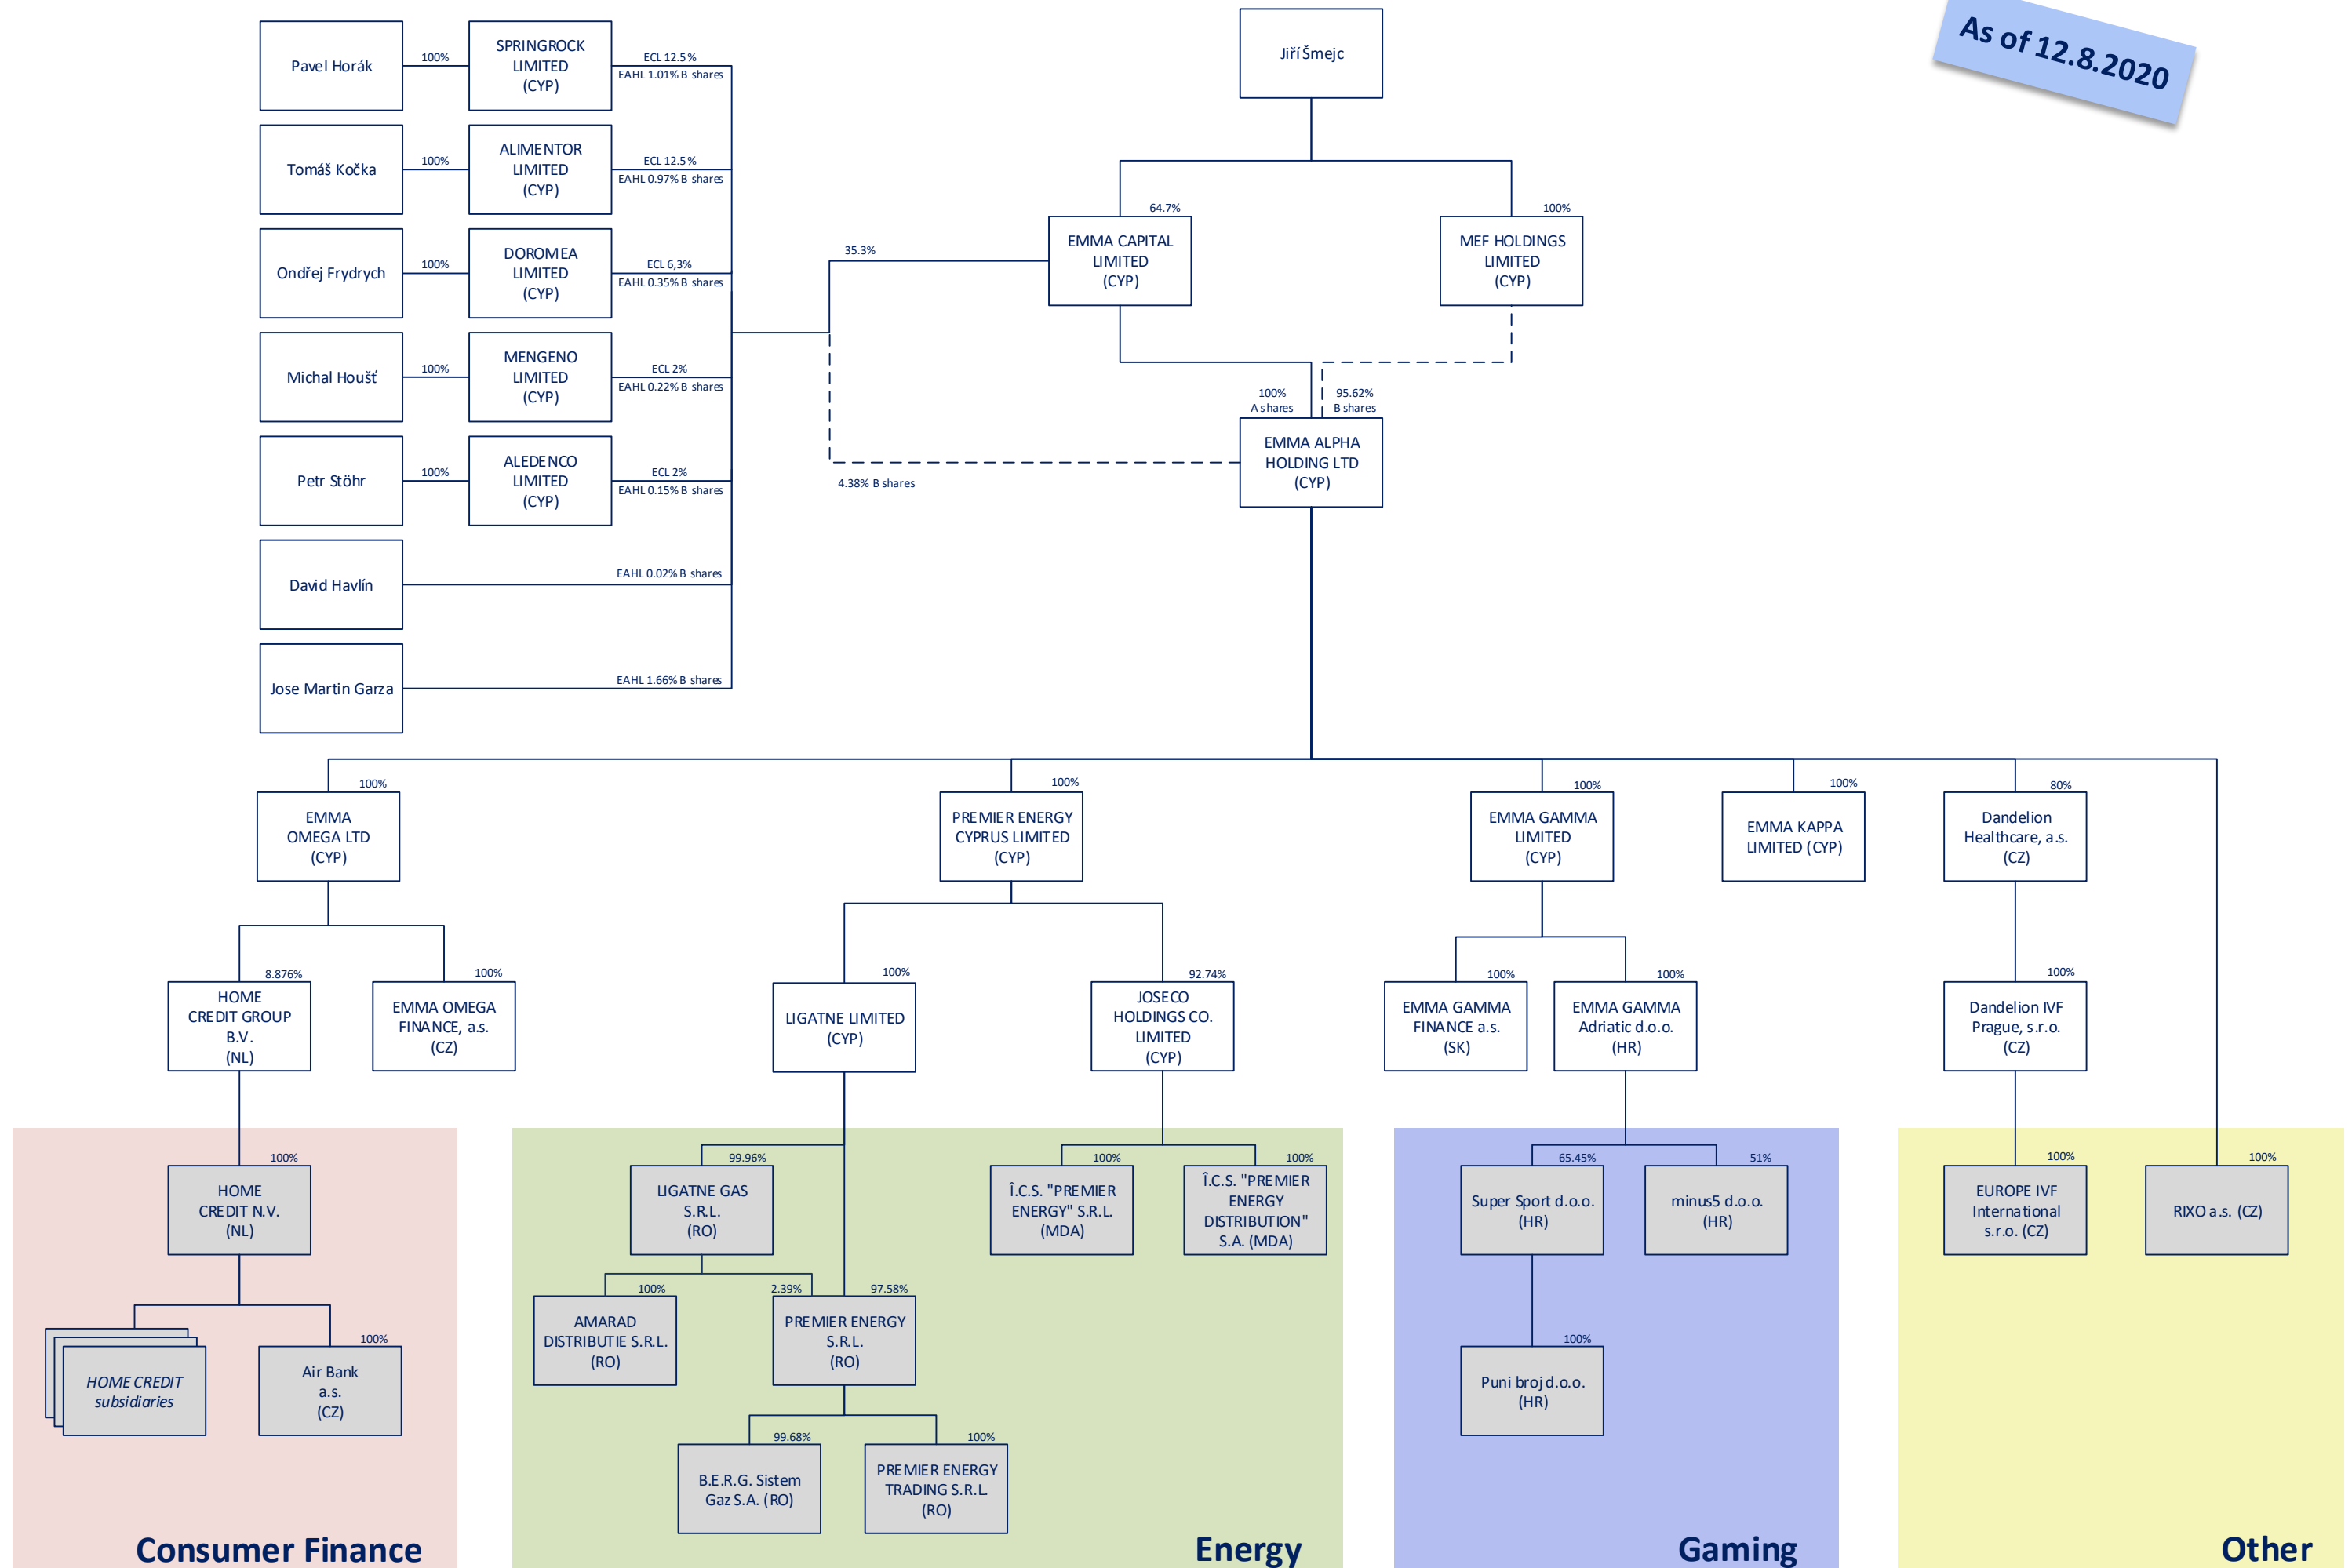 As of 12.8.2020
Jiří Šmejc
Pavel Horák
100%
SPRINGROCK
LIMITED
(CYP)
ECL 12.5 %
EAHL 1.01% B shares
Tomáš Kočka
100%
ALIMENTOR
LIMITED
(CYP)
ECL 12.5 %
EAHL 0.97% B shares
Ondřej Frydrych
100%
DOROMEA
LIMITED
(CYP)
ECL 6,3%
EAHL 0.35% B shares
Michal Houšť
100%
MENGENO
LIMITED
(CYP)
ECL 2%
EAHL 0.22% B shares
Petr Stöhr
100%
ALEDENCO
LIMITED
(CYP)
ECL 2%
EAHL 0.15% B shares
David Havlín
EAHL 0.02% B shares
Jose Martin Garza
EAHL 1.66% B shares
35.3%
4.38% B shares
64.7%
EMMA CAPITAL
LIMITED
(CYP)
100%
MEF HOLDINGS
LIMITED
(CYP)
100%
A shares
95.62%
B shares
EMMA ALPHA
HOLDING LTD
(CYP)
100%
EMMA
OMEGA LTD
(CYP)
100%
PREMIER ENERGY
CYPRUS LIMITED
(CYP)
100%
EMMA GAMMA
LIMITED
(CYP)
100%
EMMA KAPPA
LIMITED (CYP)
80%
Dandelion
Healthcare, a.s.
(CZ)
8.876%
HOME
CREDIT GROUP
B.V.
(NL)
100%
EMMA OMEGA
FINANCE, a.s.
(CZ)
100%
LIGATNE LIMITED
(CYP)
92.74%
JOSECO
HOLDINGS CO.
LIMITED
(CYP)
100%
EMMA GAMMA
FINANCE a.s.
(SK)
100%
EMMA GAMMA
Adriatic d.o.o.
(HR)
100%
Dandelion IVF
Prague, s.r.o.
(CZ)
100%
HOME
CREDIT N.V.
(NL)
HOME CREDIT
subsidiaries
100%
Air Bank
a.s.
(CZ)
Consumer Finance
99.96%
LIGATNE GAS
S.R.L.
(RO)
100%
Î.C.S. "PREMIER
ENERGY" S.R.L.
(MDA)
100%
Î.C.S. "PREMIER
ENERGY
DISTRIBUTION"
S.A. (MDA)
100%
AMARAD
DISTRIBUTIE S.R.L.
(RO)
2.39%
97.58%
PREMIER ENERGY
S.R.L.
(RO)
99.68%
B.E.R.G. Sistem
Gaz S.A. (RO)
100%
PREMIER ENERGY
TRADING S.R.L.
(RO)
Energy
65.45%
Super Sport d.o.o.
(HR)
51%
minus5 d.o.o.
(HR)
100%
Puni broj d.o.o.
(HR)
Gaming
100%
EUROPE IVF
International
s.r.o. (CZ)
100%
RIXO a.s. (CZ)
Other